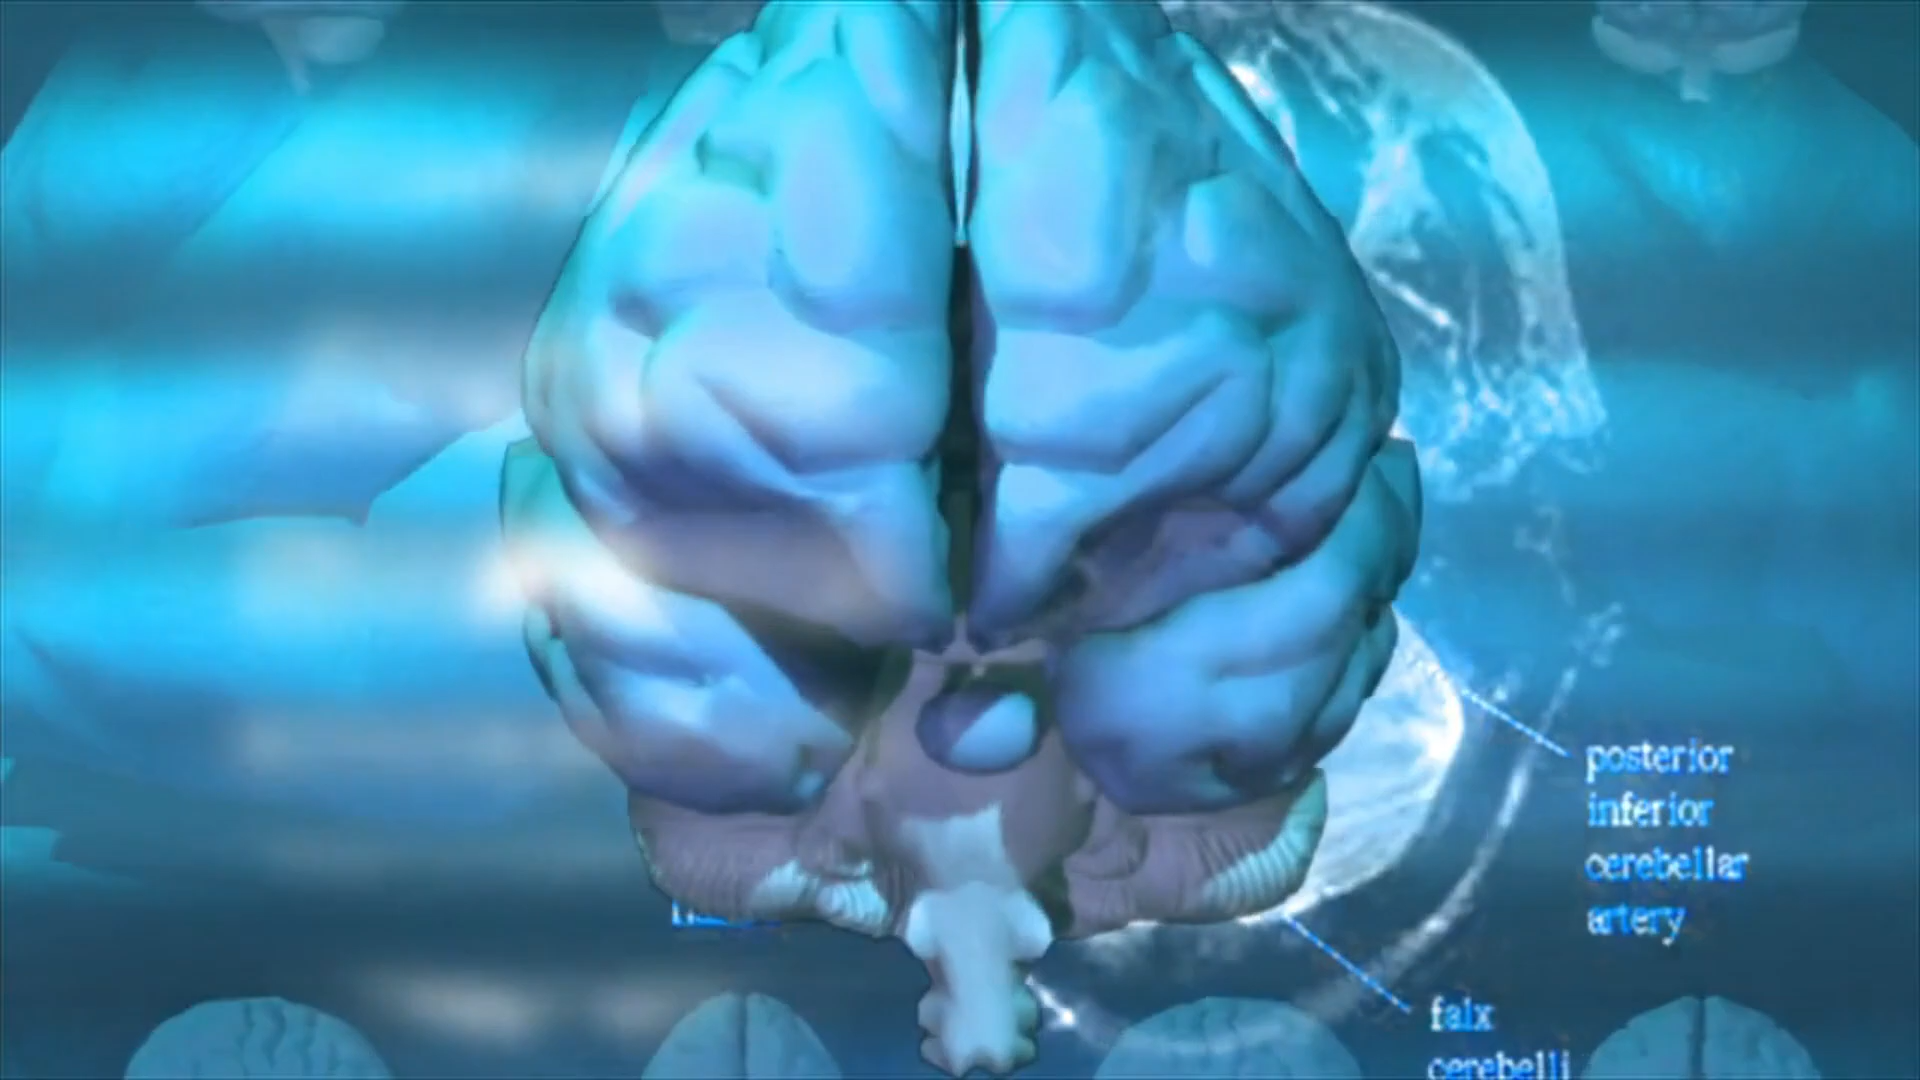 posterior
inferior
cerebellar
artery
falx
cerebelli